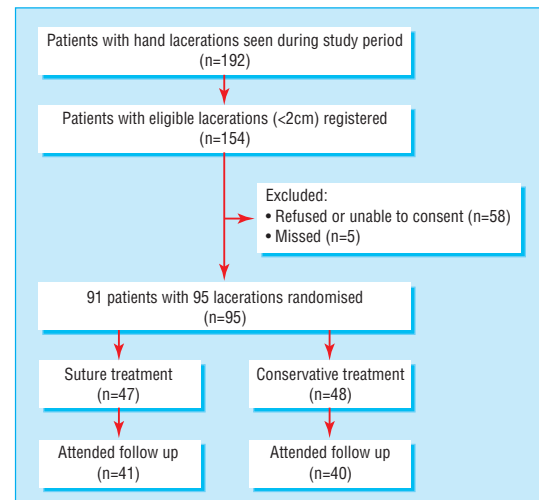 Patients with hand lacerations seen during study period
(n=192)
Patients with eligible lacerations (<2cm) registered
(n=154)
Excluded:
• Refused or unable to consent (n=58)
• Missed (n=5)
91 patients with 95 lacerations randomised
(n=95)
Suture treatment
(n=47)
Conservative treatment
(n=48)
Attended follow up
(n=41)
Attended follow up
(n=40)